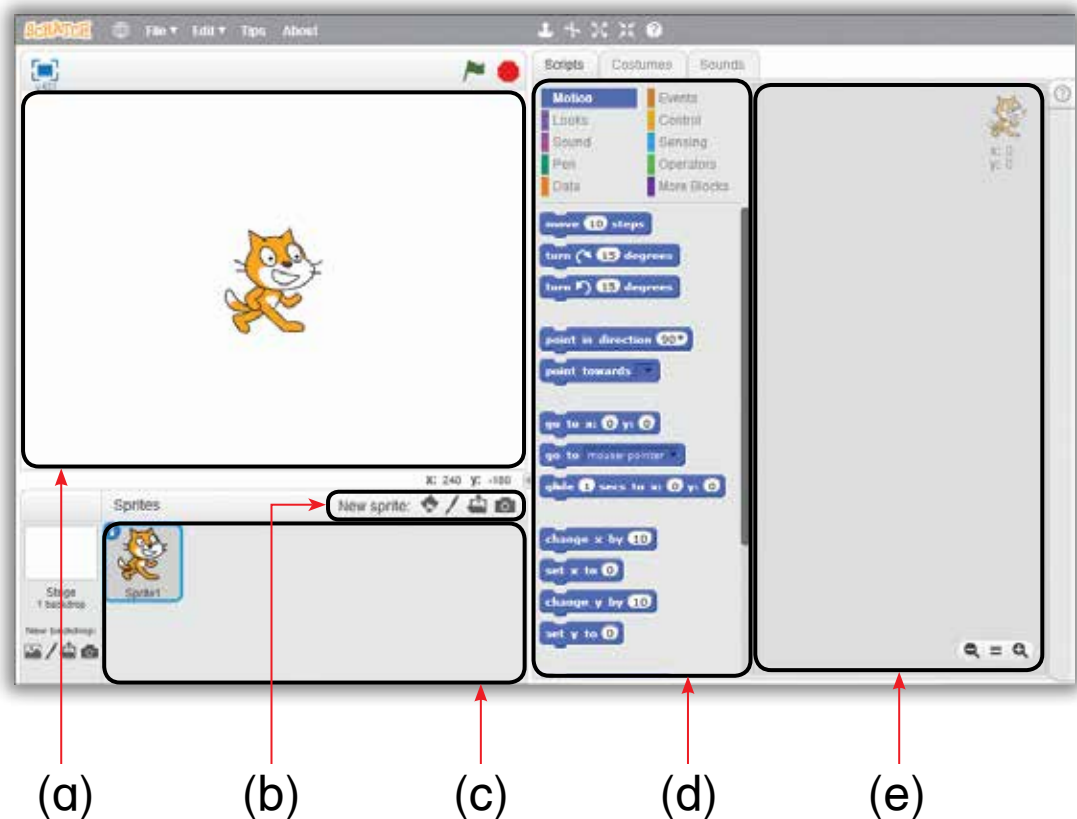 SCRATCH File Edit Tips About
v461
Scripts Costumes Sounds
Motion Events
Looks Control
Sound Sensing
Pen Operators
Data More Blocks
x: 0
y: 0
move 10 steps
turn 15 degrees
turn 15 degrees
point in direction 90
point towards
go to x: 0 y: 0
go to mouse-pointer
glide 1 secs to x: 0 y: 0
change x by 10
set x to 0
change y by 10
set y to 0
X: 240 y: -180
Sprites New sprite:
Sprite1
Stage
1 backdrop
New backdrop:
(a) (b) (c) (d) (e)